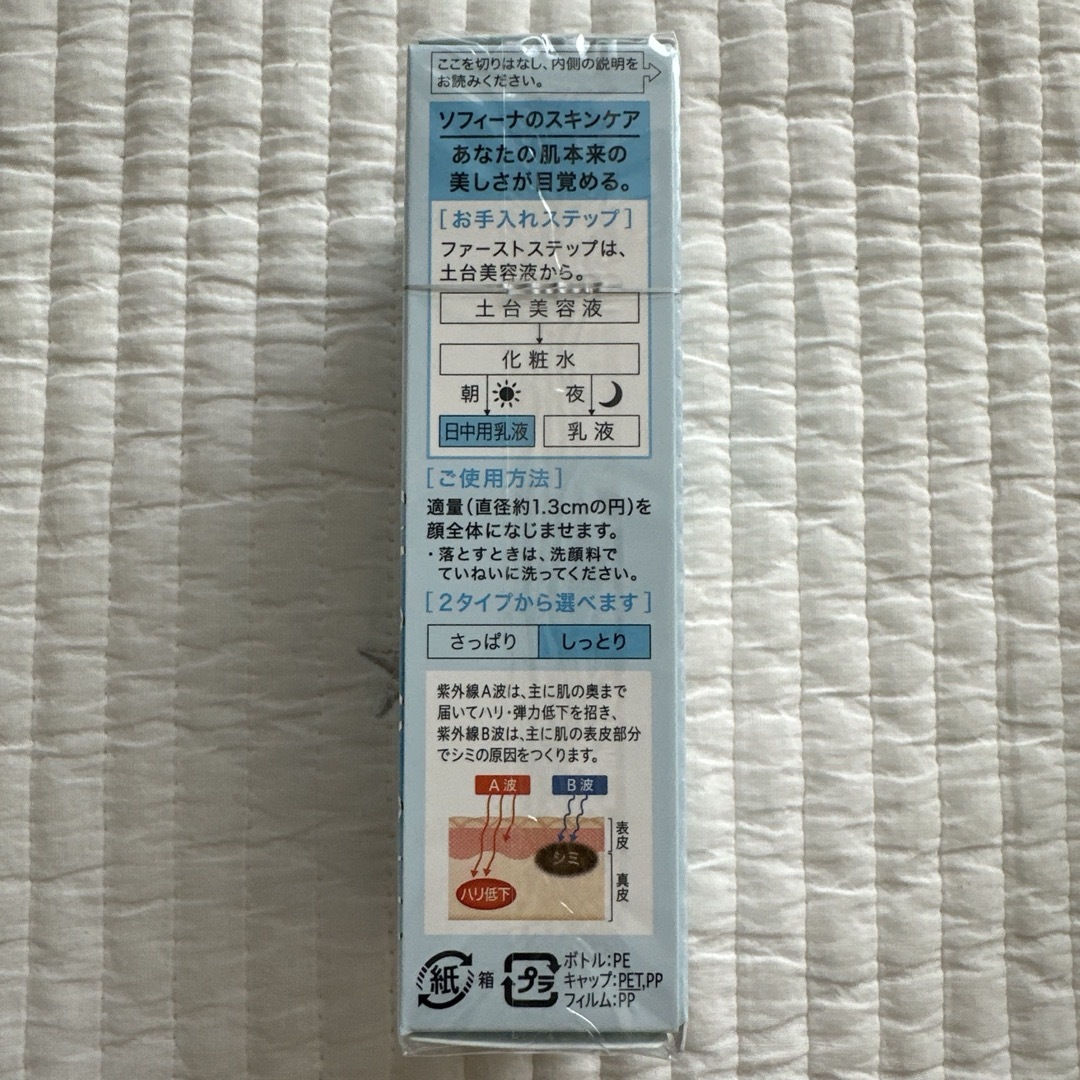 ここを切りはなし、内側の説明を
お読みください。
ソフィーナのスキンケア
あなたの肌本来の
美しさが目覚める。
[お手入れステップ]
ファーストステップは、
土台美容液から。
土台美容液
化粧水
朝 夜
日中用乳液 乳液
[ご使用方法]
適量(直径約1.3cmの円)を
顔全体になじませます。
・落とすときは、洗顔料で
ていねいに洗ってください。
[2タイプから選べます]
さっぱり しっとり
紫外線A波は、主に肌の奥まで
届いてハリ・弾力低下を招き、
紫外線B波は、主に肌の表皮部分
でシミの原因をつくります。
A波 B波
表皮
シミ
ハリ低下
真皮
紙 箱
プラ
ボトル:PE
キャップ:PET,PP
フィルム:PP